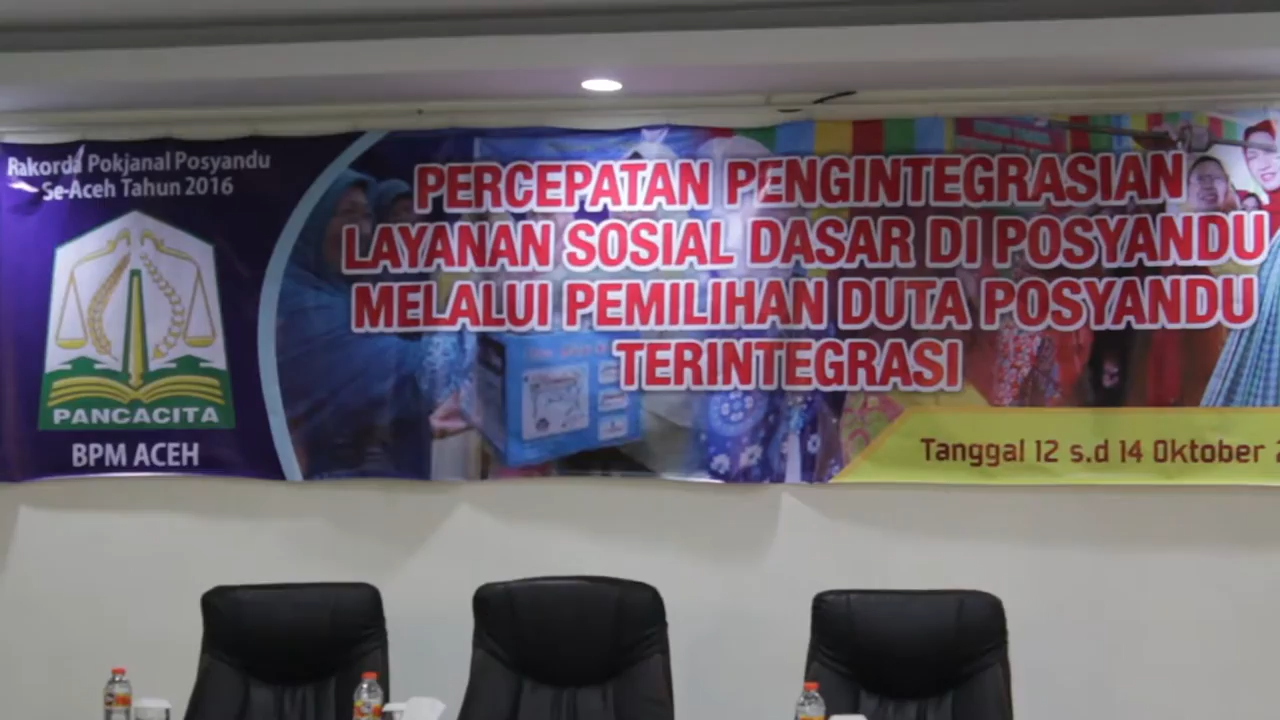 Rakorda Pokjanal Posyandu
Se-Aceh Tahun 2016
PANCACITA
BPM ACEH
PERCEPATAN PENGINTEGRASIAN
LAYANAN SOSIAL DASAR DI POSYANDU
MELALUI PEMILIHAN DUTA POSYANDU
TERINTEGRASI
Tanggal 12 s.d 14 Oktober